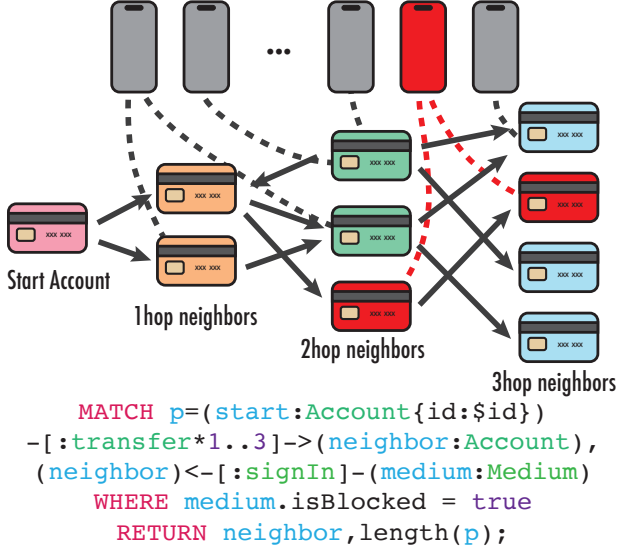 ...
xxx xxx
xxx xxx
xxx xxx
xxx xxx
xxx xxx
xxx xxx
xxx xxx
xxx xxx
xxx xxx
xxx xxx
Start Account
1hop neighbors
2hop neighbors
3hop neighbors
MATCH p=(start:Account{id:$id})
-[:transfer*1..3]->(neighbor:Account),
(neighbor)<-[:signIn]-(medium:Medium)
WHERE medium.isBlocked = true
RETURN neighbor,length(p);